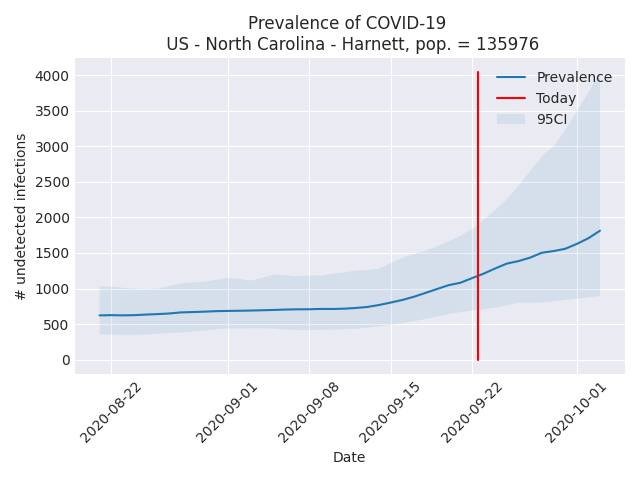 Prevalence of COVID-19
US - North Carolina - Harnett, pop. = 135976
4000
3500
3000
2500
2000
1500
1000
500
0
# undetected infections
Prevalence
Today
95CI
2020-08-22
2020-09-01
2020-09-08
2020-09-15
2020-09-22
2020-10-01
Date